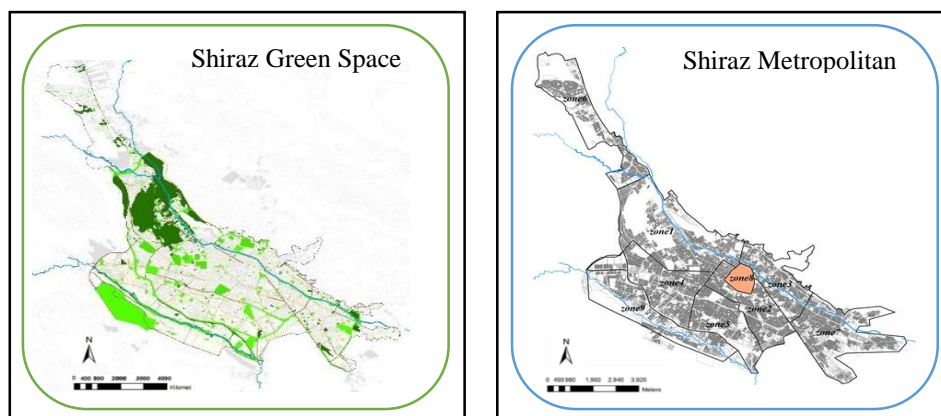 Shiraz Green Space
N
0 400 800 2000 3000 4000
Kilomet
Shiraz Metropolitan
zone6
zone1
zone8
zone3
zone4
zone2
zone9
zone5
zone7
N
0 490 980 1,960 2,940 3,920
Meters